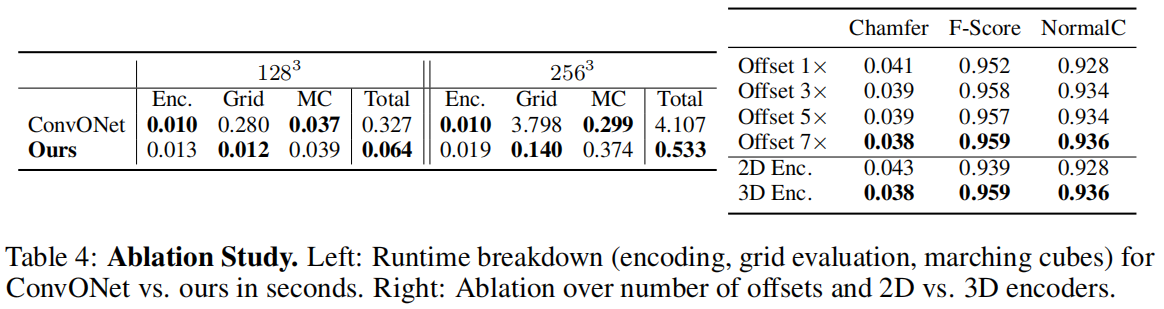 128³ 256³
Enc. Grid MC Total Enc. Grid MC Total
ConvONet 0.010 0.280 0.037 0.327 0.010 3.798 0.299 4.107
Ours 0.013 0.012 0.039 0.064 0.019 0.140 0.374 0.533
Chamfer F-Score NormalC
Offset 1× 0.041 0.952 0.928
Offset 3× 0.039 0.958 0.934
Offset 5× 0.039 0.957 0.934
Offset 7× 0.038 0.959 0.936
2D Enc. 0.043 0.939 0.928
3D Enc. 0.038 0.959 0.936
Table 4: Ablation Study. Left: Runtime breakdown (encoding, grid evaluation, marching cubes) for
ConvONet vs. ours in seconds. Right: Ablation over number of offsets and 2D vs. 3D encoders.